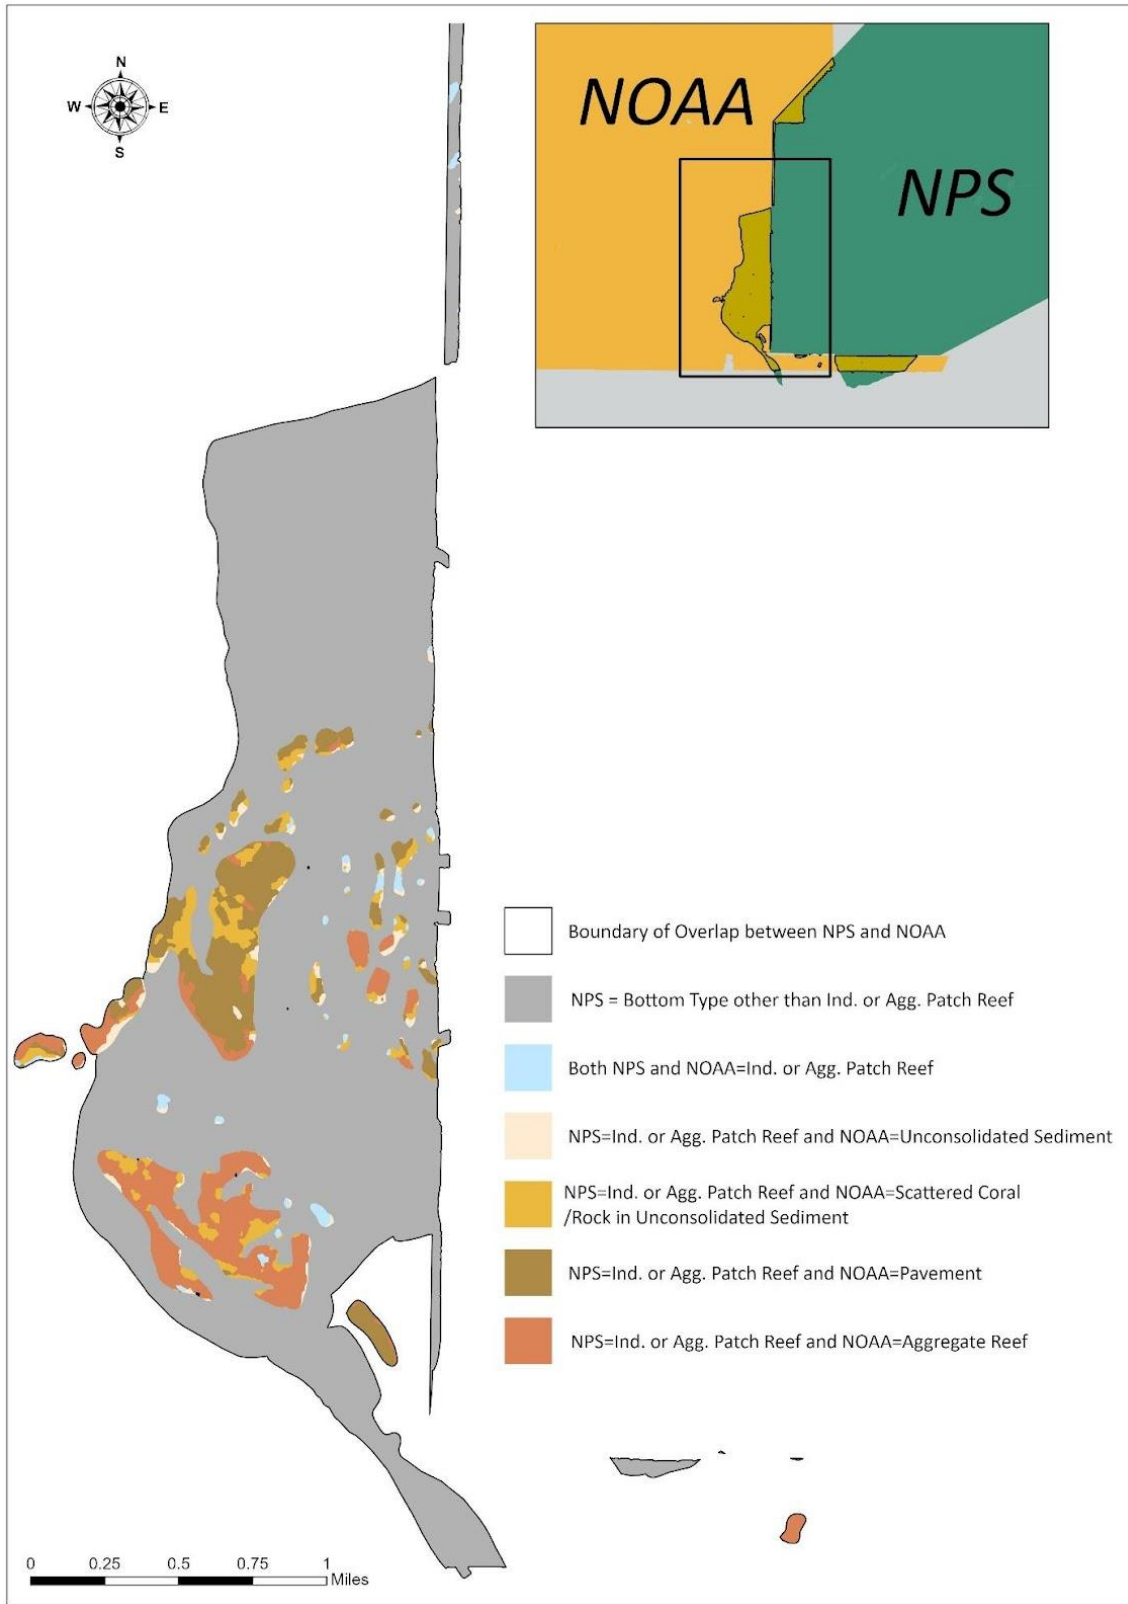 N
W
E
S
NOAA
NPS
Boundary of Overlap between NPS and NOAA
NPS = Bottom Type other than Ind. or Agg. Patch Reef
Both NPS and NOAA=Ind. or Agg. Patch Reef
NPS=Ind. or Agg. Patch Reef and NOAA=Unconsolidated Sediment
NPS=Ind. or Agg. Patch Reef and NOAA=Scattered Coral
/Rock in Unconsolidated Sediment
NPS=Ind. or Agg. Patch Reef and NOAA=Pavement
NPS=Ind. or Agg. Patch Reef and NOAA=Aggregate Reef
0 0.25 0.5 0.75 1
Miles